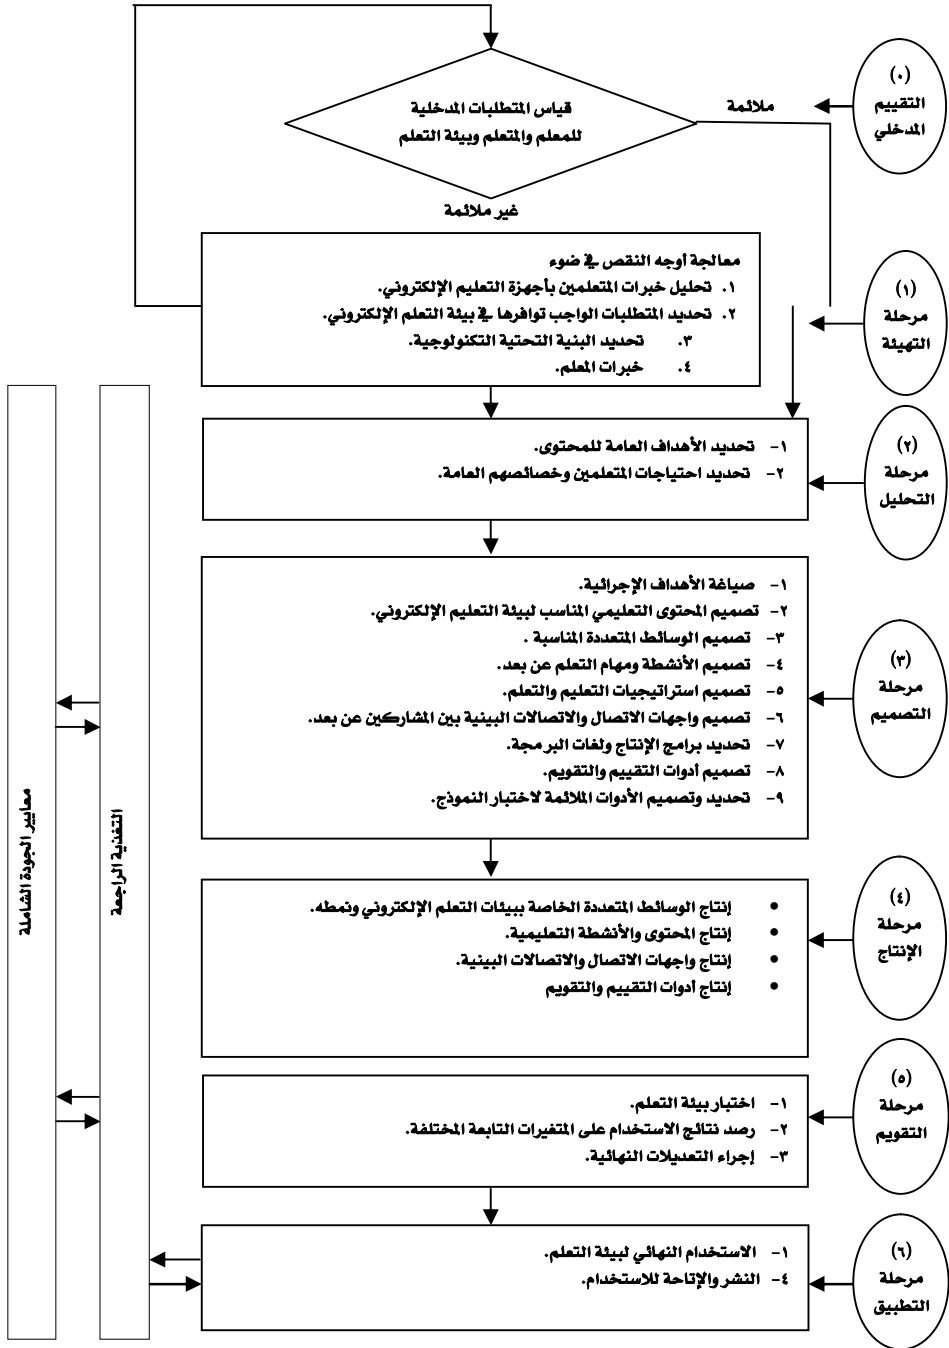 (٠)
التقييم
المدخلي
ملائمة
قياس المتطلبات المدخلية
للمعلم والمتعلم وبيئة التعلم
غير ملائمة
(١)
مرحلة
التهيئة
معالجة أوجه النقص في ضوء
١. تحليل خبرات المتعلمين بأجهزة التعليم الإلكتروني.
٢. تحديد المتطلبات الواجب توافرها في بيئة التعلم الإلكتروني.
٣. تحديد البنية التحتية التكنولوجية.
٤. خبرات المعلم.
(٢)
مرحلة
التحليل
١- تحديد الأهداف العامة للمحتوى.
٢- تحديد احتياجات المتعلمين وخصائصهم العامة.
(٣)
مرحلة
التصميم
١- صياغة الأهداف الإجرائية.
٢- تصميم المحتوى التعليمي المناسب لبيئة التعليم الإلكتروني.
٣- تصميم الوسائط المتعددة المناسبة .
٤- تصميم الأنشطة ومهام التعلم عن بعد.
٥- تصميم استراتيجيات التعليم والتعلم.
٦- تصميم واجهات الاتصال والاتصالات البينية بين المشاركين عن بعد.
٧- تحديد برامج الإنتاج ولغات البرمجة.
٨- تصميم أدوات التقييم والتقويم.
٩- تحديد وتصميم الأدوات الملائمة لاختبار النموذج.
(٤)
مرحلة
الإنتاج
• إنتاج الوسائط المتعددة الخاصة ببيئات التعلم الإلكتروني ونمطه.
• إنتاج المحتوى والأنشطة التعليمية.
• إنتاج واجهات الاتصال والاتصالات البينية.
• إنتاج أدوات التقييم والتقويم
(٥)
مرحلة
التقويم
١- اختبار بيئة التعلم.
٢- رصد نتائج الاستخدام على المتغيرات التابعة المختلفة.
٣- إجراء التعديلات النهائية.
(٦)
مرحلة
التطبيق
١- الاستخدام النهائي لبيئة التعلم.
٤- النشر والإتاحة للاستخدام.
التغذية الراجعة
معايير الجودة الشاملة